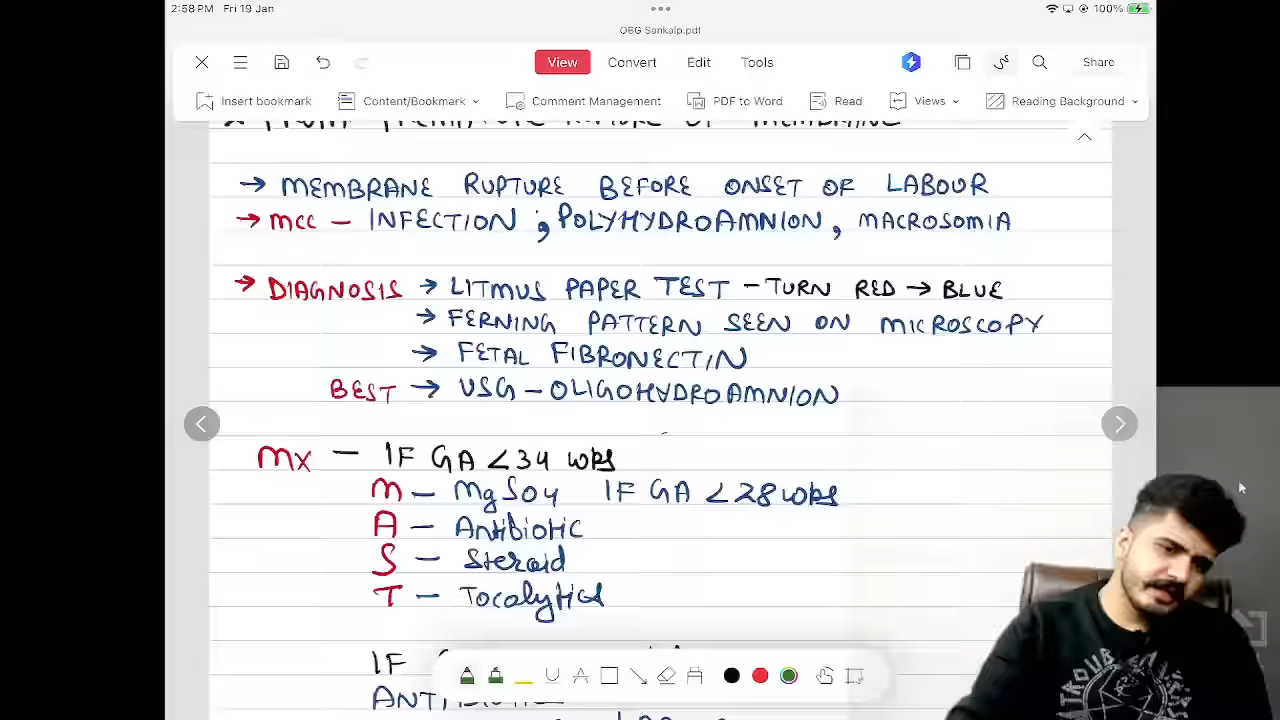 2:58 PM Fri 19 Jan
100%
OBG Sankalp.pdf
View Convert Edit Tools Share
Insert bookmark Content/Bookmark Comment Management PDF to Word Read Views Reading Background
→ MEMBRANE RUPTURE BEFORE ONSET OF LABOUR
→ MCC - INFECTION ; POLYHYDROAMNION, MACROSOMIA
→ DIAGNOSIS → LITMUS PAPER TEST - TURN RED → BLUE
→ FERNING PATTERN SEEN ON MICROSCOPY
→ FETAL FIBRONECTIN
BEST → USG - OLIGOHYDROAMNION
Mx - IF GA <34 wks
M - MgSO4 IF GA <28 wks
A - Antibiotic
S - Steroid
T - Tocolytics
IF